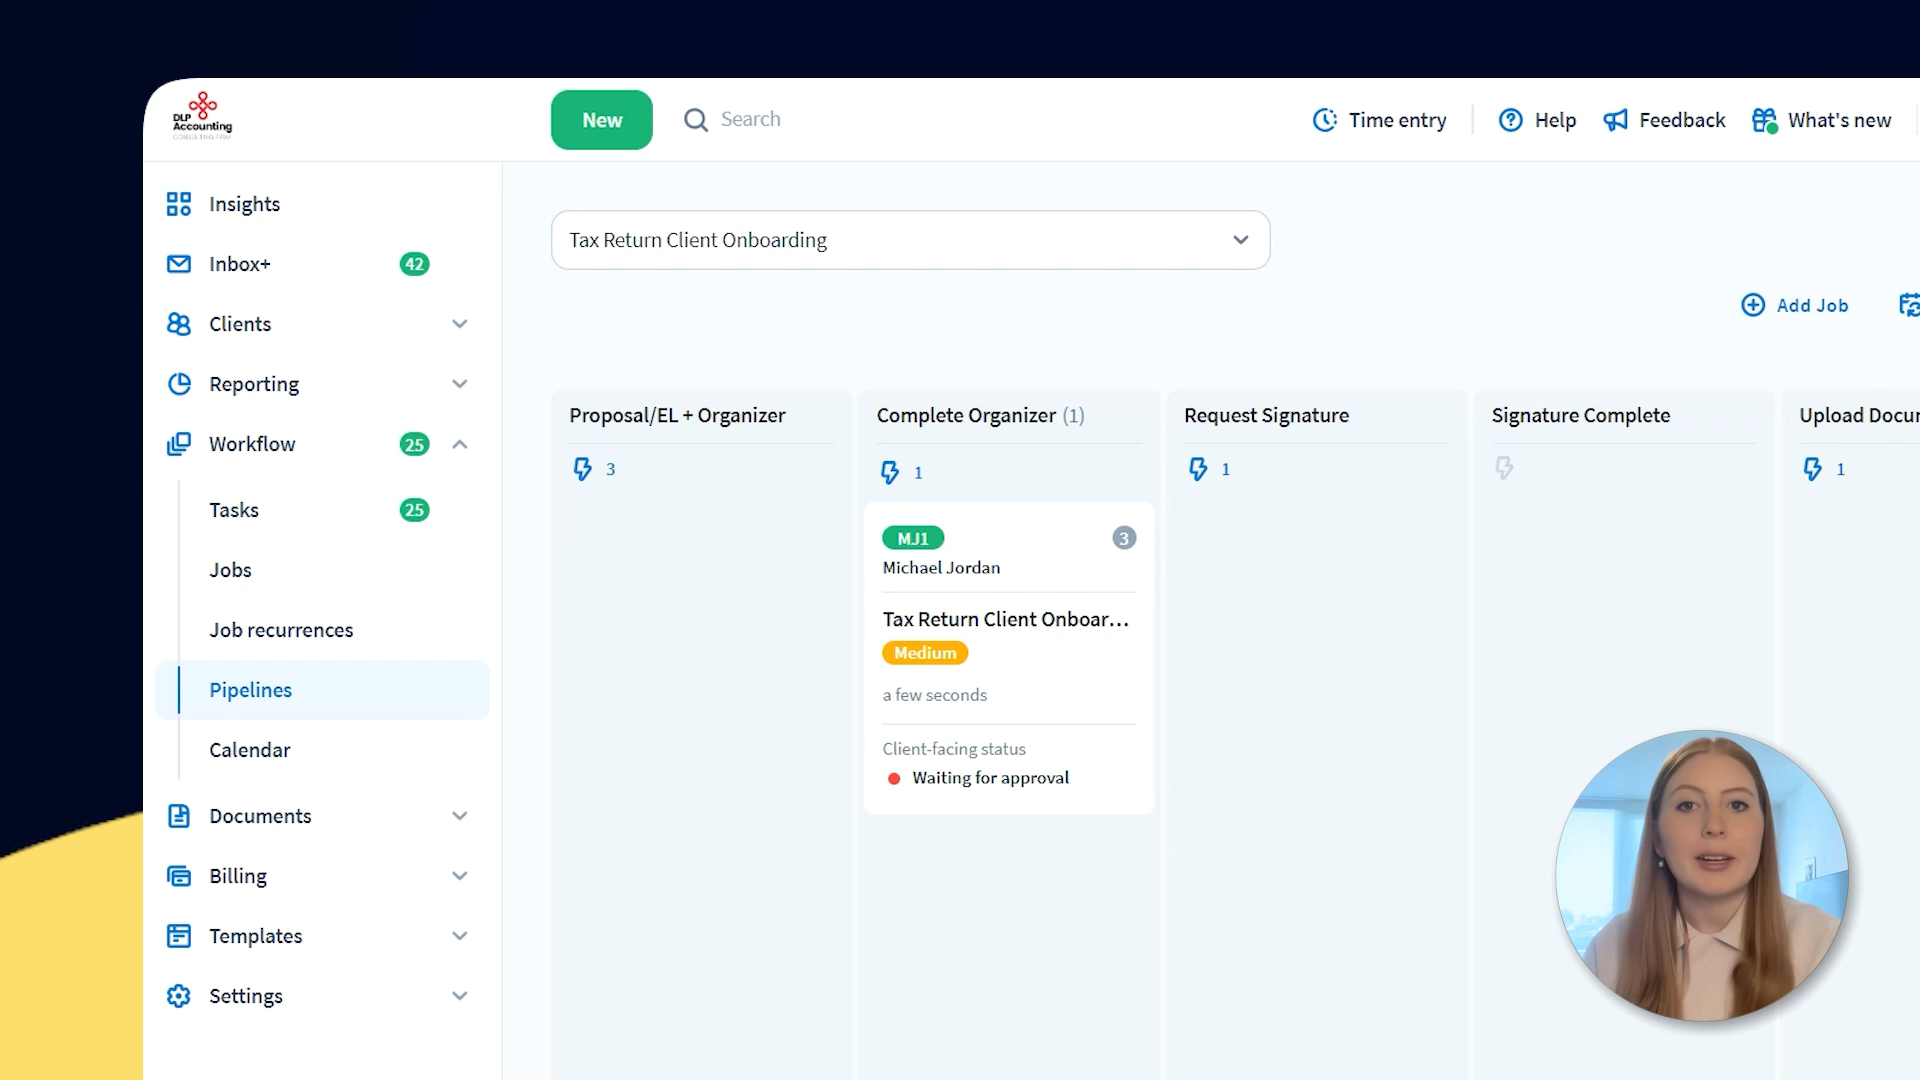 DLP
Accounting
CONSULTING FIRM
New
Search
Time entry
Help
Feedback
What's new
Insights
Inbox+
42
Clients
Reporting
Workflow
25
Tasks
25
Jobs
Job recurrences
Pipelines
Calendar
Documents
Billing
Templates
Settings
Tax Return Client Onboarding
Add Job
Proposal/EL + Organizer
3
Complete Organizer (1)
1
MJ1
3
Michael Jordan
Tax Return Client Onboar...
Medium
a few seconds
Client-facing status
Waiting for approval
Request Signature
1
Signature Complete
Upload Docu
1